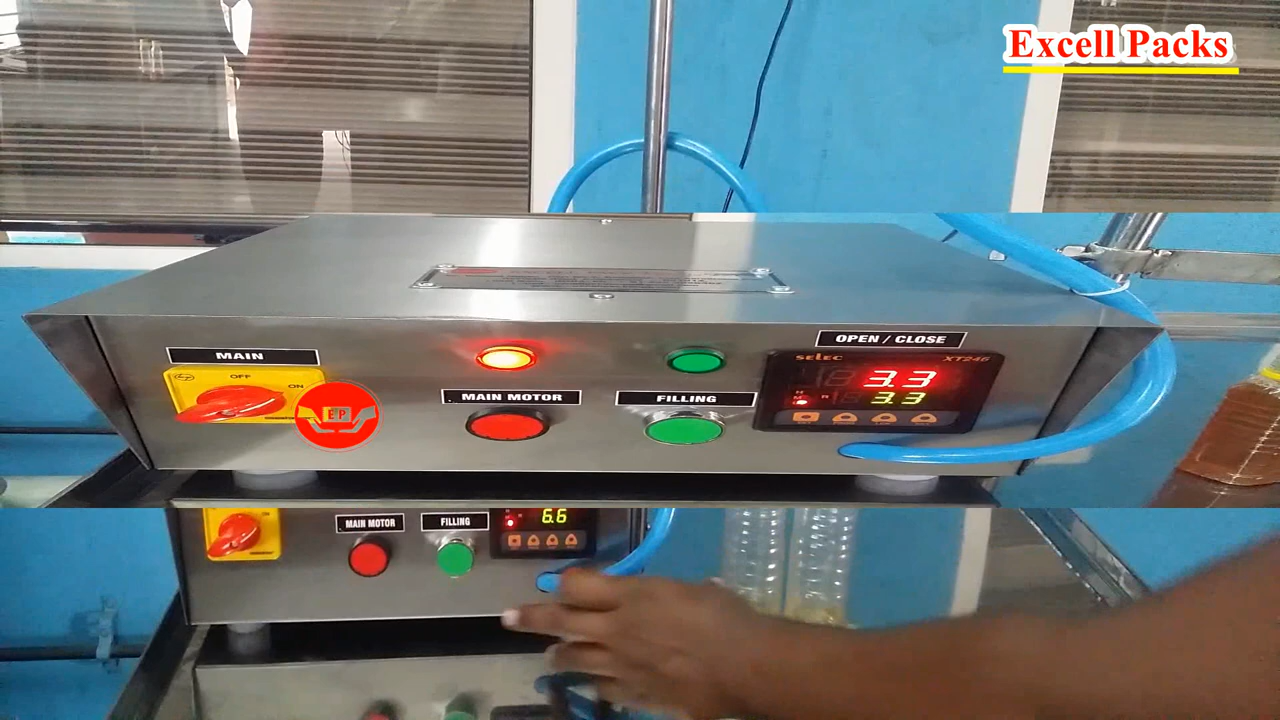 Excell Packs
MAIN
OFF
ON
EP
MAIN MOTOR
FILLING
OPEN / CLOSE
selec
XT246
3.3
3.3
MAIN MOTOR
FILLING
6.6